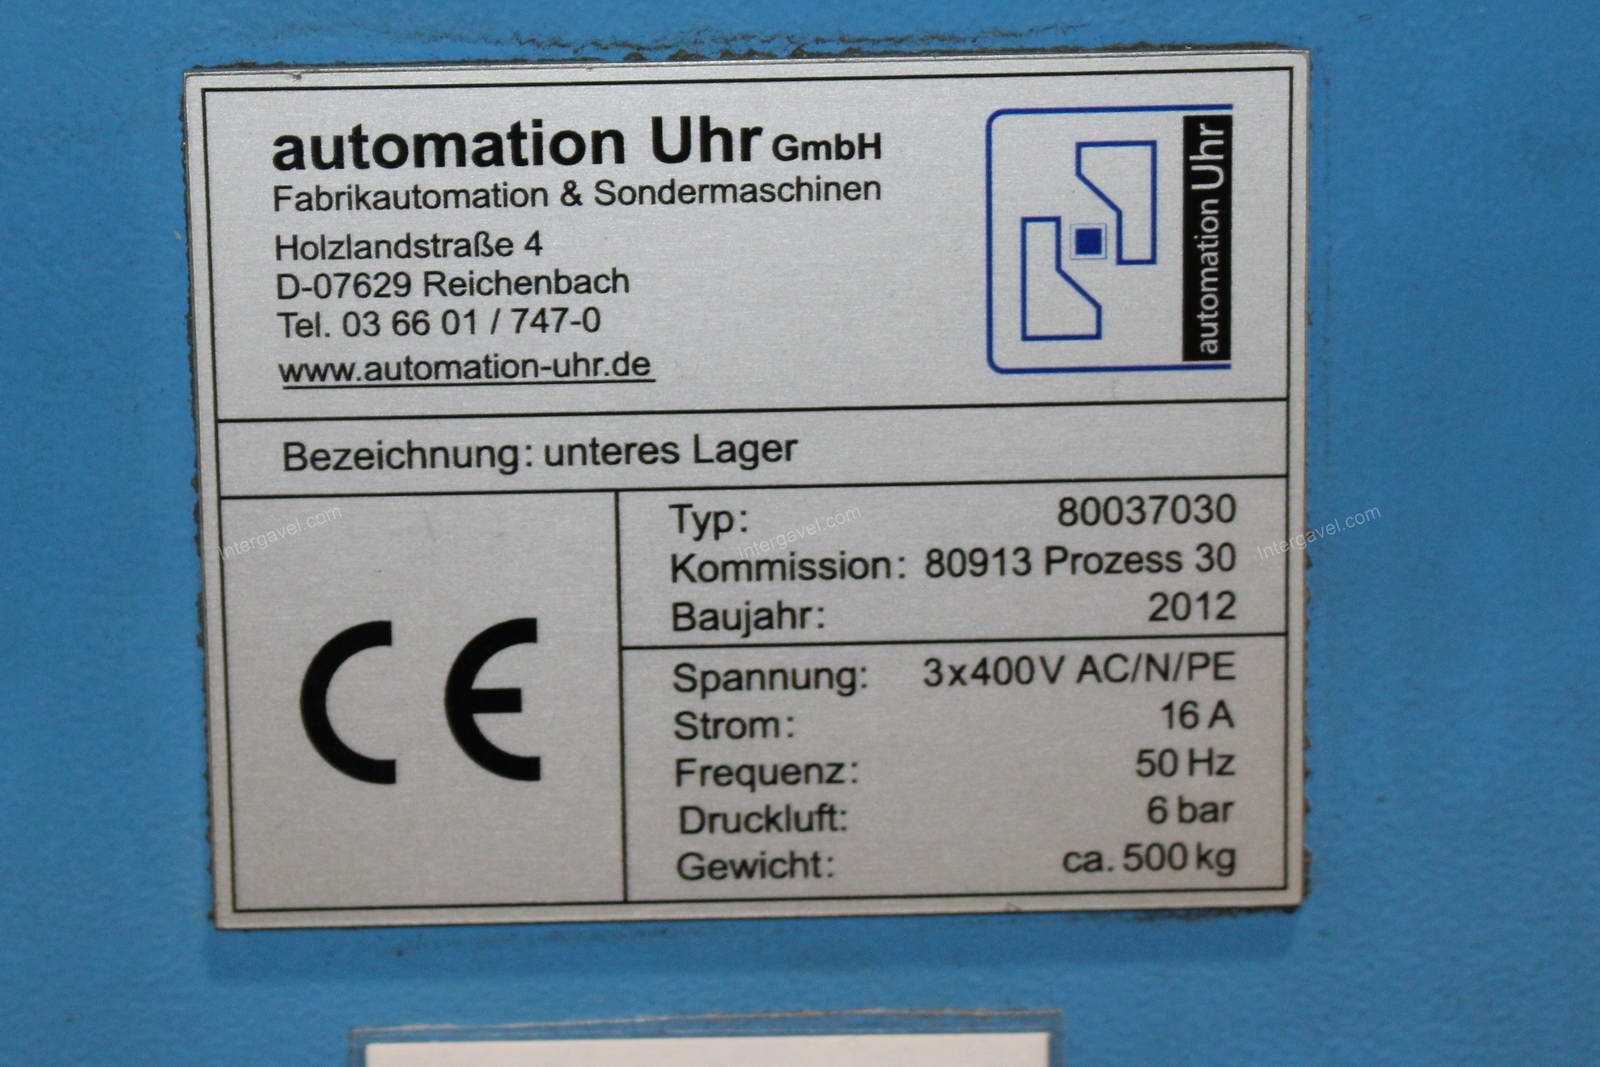 automation Uhr GmbH
Fabrikautomation & Sondermaschinen
Holzlandstraße 4
D-07629 Reichenbach
Tel. 03 66 01 / 747-0
www.automation-uhr.de
automation Uhr
Bezeichnung: unteres Lager
CE
Typ: 80037030
Kommission: 80913 Prozess 30
Baujahr: 2012
Spannung: 3x400V AC/N/PE
Strom: 16 A
Frequenz: 50 Hz
Druckluft: 6 bar
Gewicht: ca. 500 kg
Intergavel.com
Intergavel.com
Intergavel.com